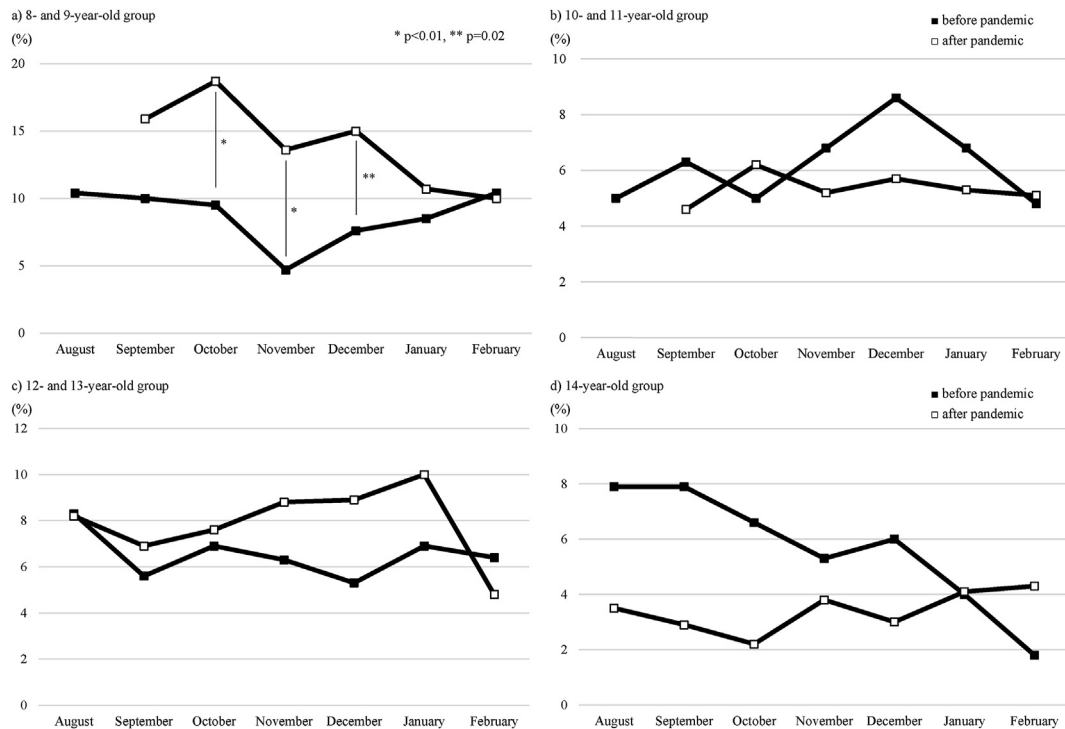 a) 8- and 9-year-old group
(%)
* p<0.01, ** p=0.02
20
15
10
5
0
*
*
**
August September October November December January February
b) 10- and 11-year-old group
(%)
before pandemic
after pandemic
10
8
6
4
2
0
August September October November December January February
c) 12- and 13-year-old group
(%)
12
10
8
6
4
2
0
August September October November December January February
d) 14-year-old group
(%)
before pandemic
after pandemic
10
8
6
4
2
0
August September October November December January February